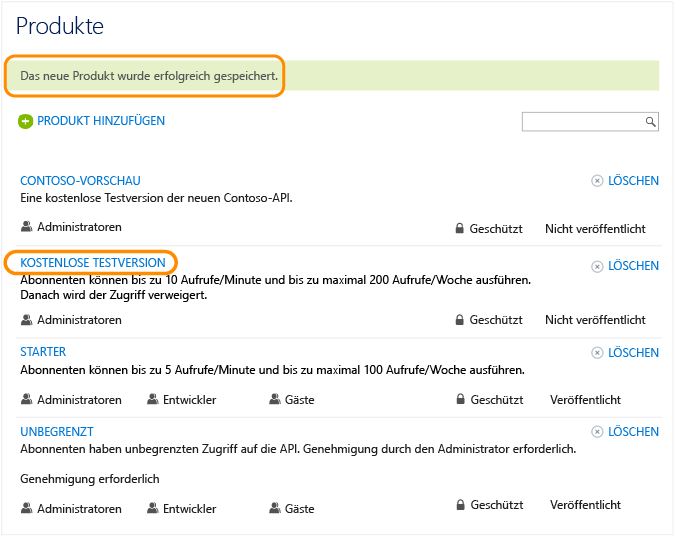 Produkte
Das neue Produkt wurde erfolgreich gespeichert.
PRODUKT HINZUFÜGEN
CONTOSO-VORSCHAU LÖSCHEN
Eine kostenlose Testversion der neuen Contoso-API.
Administratoren Geschützt Nicht veröffentlicht
KOSTENLOSE TESTVERSION LÖSCHEN
Abonnenten können bis zu 10 Aufrufe/Minute und bis zu maximal 200 Aufrufe/Woche ausführen.
Danach wird der Zugriff verweigert.
Administratoren Geschützt Nicht veröffentlicht
STARTER LÖSCHEN
Abonnenten können bis zu 5 Aufrufe/Minute und bis zu maximal 100 Aufrufe/Woche ausführen.
Administratoren Entwickler Gäste Geschützt Veröffentlicht
UNBEGRENZT LÖSCHEN
Abonnenten haben unbegrenzten Zugriff auf die API. Genehmigung durch den Administrator erforderlich.
Genehmigung erforderlich
Administratoren Entwickler Gäste Geschützt Veröffentlicht